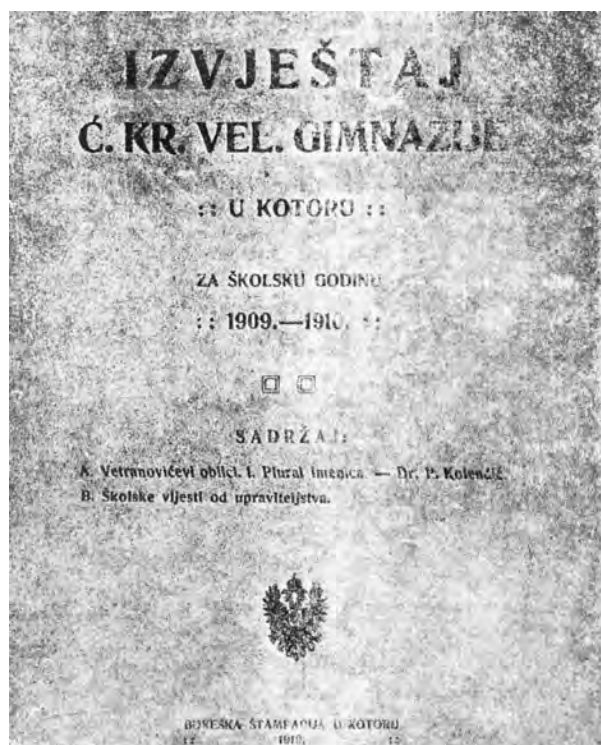 IZVJEŠTAJ
Ć. KR. VEL. GIMNAZIJE
:: U KOTORU ::
ZA ŠKOLSKU GODINU
:: 1909.—1910. ::
SADRŽAJ:
A. Vetranovićevi oblici. I. Plural imenica. — Dr. P. Kolendić.
B. Školske vijesti od upraviteljstva.
BOKEŠKA ŠTAMPARIJA U KOTORU
:: 1910. ::